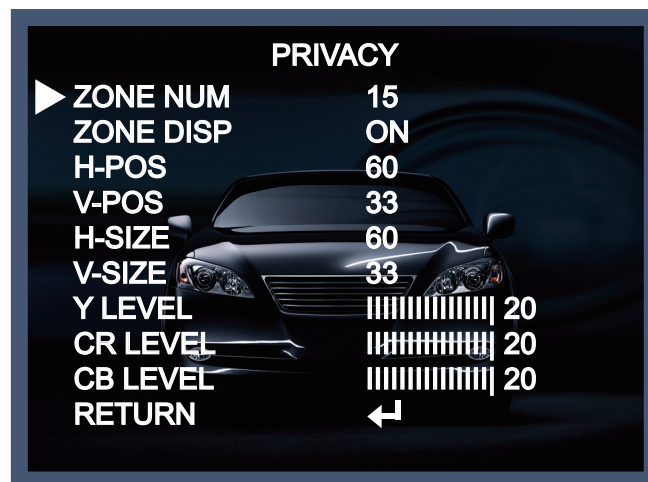 PRIVACY
ZONE NUM 15
ZONE DISP ON
H-POS 60
V-POS 33
H-SIZE 60
V-SIZE 33
Y LEVEL 20
CR LEVEL 20
CB LEVEL 20
RETURN